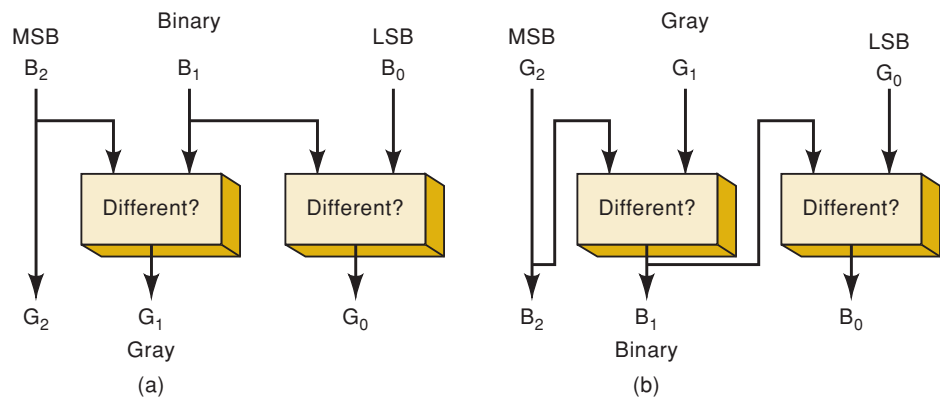 Binary
MSB
LSB
B₂
B₁
B₀
Different?
Different?
G₂
G₁
G₀
Gray
(a)
Gray
MSB
LSB
G₂
G₁
G₀
Different?
Different?
B₂
B₁
B₀
Binary
(b)